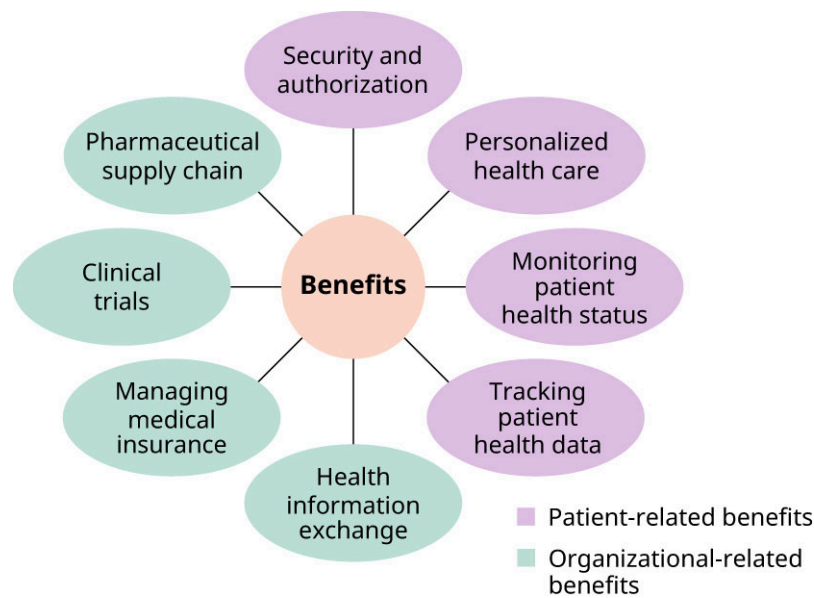 Security and
authorization
Personalized
health care
Monitoring
patient
health status
Tracking
patient
health data
Health
information
exchange
Managing
medical
insurance
Clinical
trials
Pharmaceutical
supply chain
Benefits
Patient-related benefits
Organizational-related
benefits